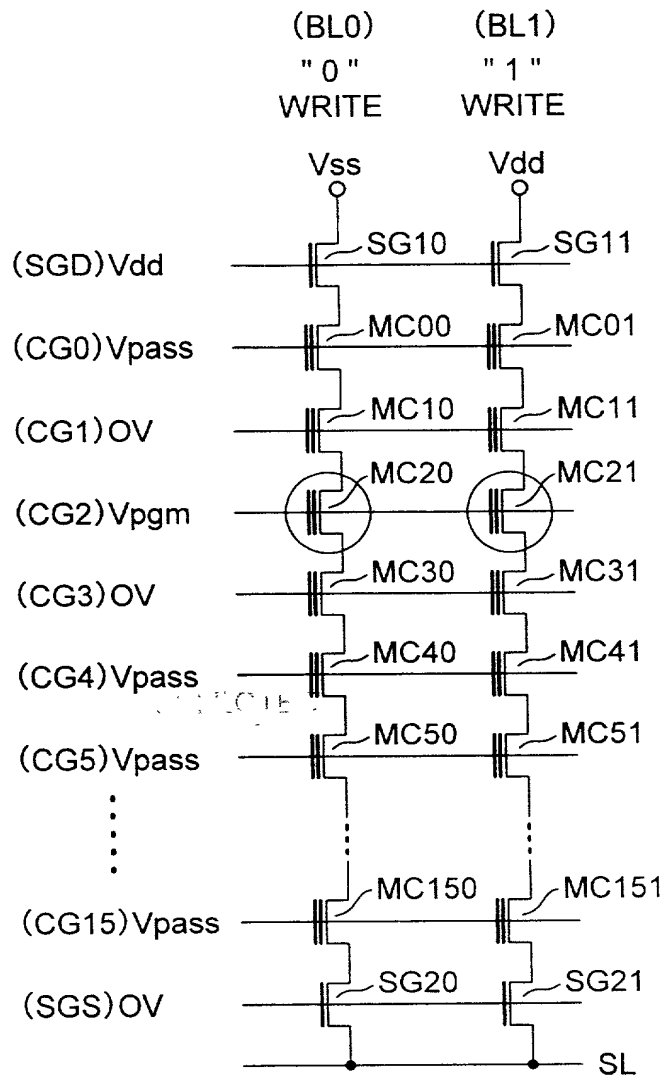 (BL0) (BL1)
"0" "1"
WRITE WRITE
Vss Vdd
(SGD)Vdd SG10 SG11
(CG0)Vpass MC00 MC01
(CG1)OV MC10 MC11
(CG2)Vpgm MC20 MC21
(CG3)OV MC30 MC31
(CG4)Vpass MC40 MC41
(CG5)Vpass MC50 MC51
(CG15)Vpass MC150 MC151
(SGS)OV SG20 SG21
SL